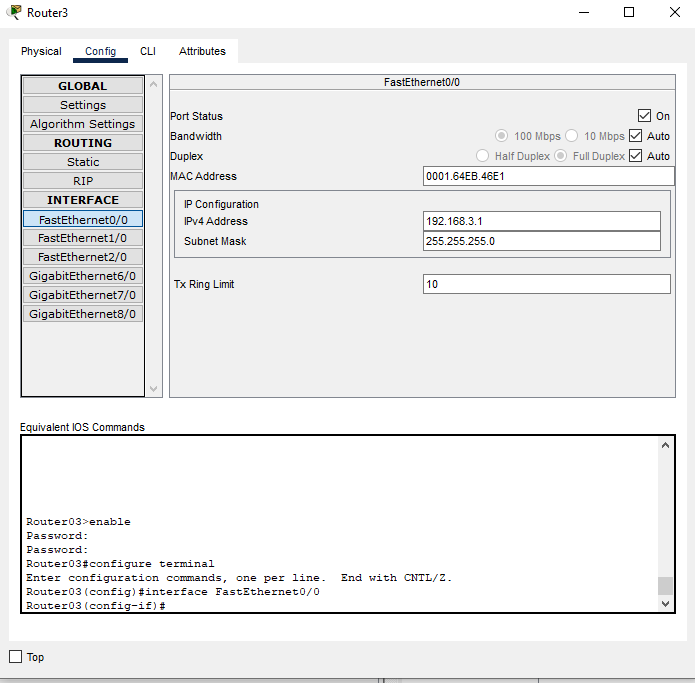 Router3
Physical Config CLI Attributes
GLOBAL
Settings
Algorithm Settings
ROUTING
Static
RIP
INTERFACE
FastEthernet0/0
FastEthernet1/0
FastEthernet2/0
GigabitEthernet6/0
GigabitEthernet7/0
GigabitEthernet8/0
FastEthernet0/0
Port Status On
Bandwidth 100 Mbps 10 Mbps Auto
Duplex Half Duplex Full Duplex Auto
MAC Address 0001.64EB.46E1
IP Configuration
IPv4 Address 192.168.3.1
Subnet Mask 255.255.255.0
Tx Ring Limit 10
Equivalent IOS Commands
Router03>enable
Password:
Password:
Router03#configure terminal
Enter configuration commands, one per line.  End with CNTL/Z.
Router03(config)#interface FastEthernet0/0
Router03(config-if)#
Top